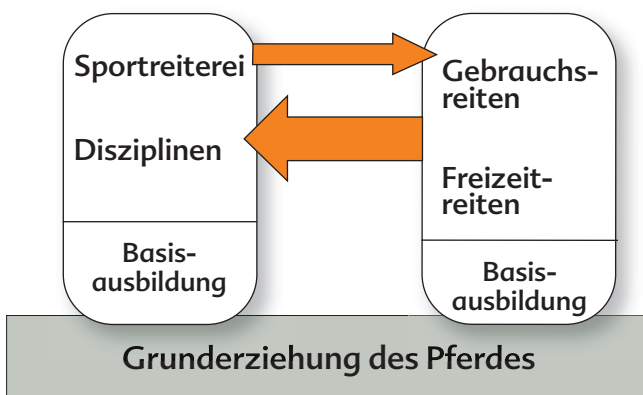 Sportreiterei
Disziplinen
Basis-
ausbildung
Gebrauchs-
reiten
Freizeit-
reiten
Basis-
ausbildung
Grunderziehung des Pferdes